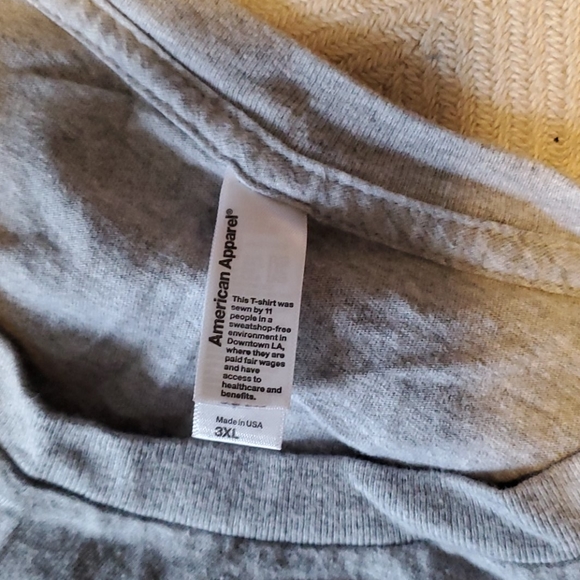 American Apparel®
This T-shirt was
sewn by 11
people in a
sweatshop-free
environment in
Downtown LA,
where they are
paid fair wages
and have
access to
healthcare and
benefits.
Made in USA
3XL